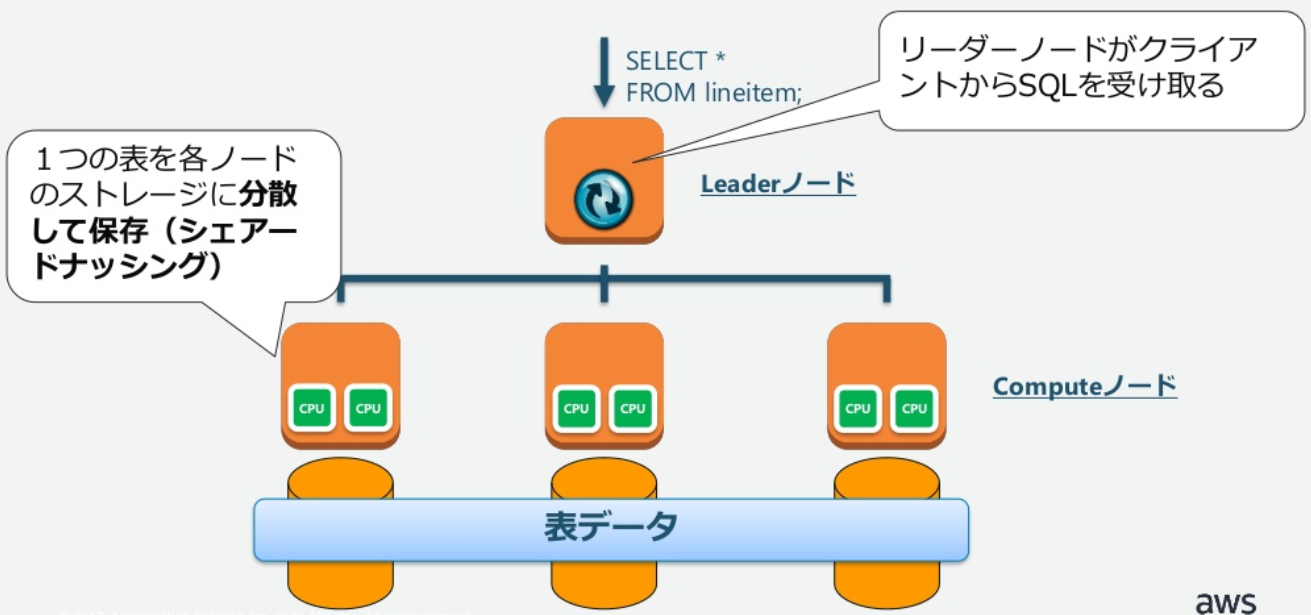 SELECT *
FROM lineitem;
リーダーノードがクライア
ントからSQLを受け取る
１つの表を各ノード
のストレージに分散
して保存（シェアー
ドナッシング）
Leaderノード
CPU CPU CPU CPU CPU CPU
Computeノード
表データ
aws